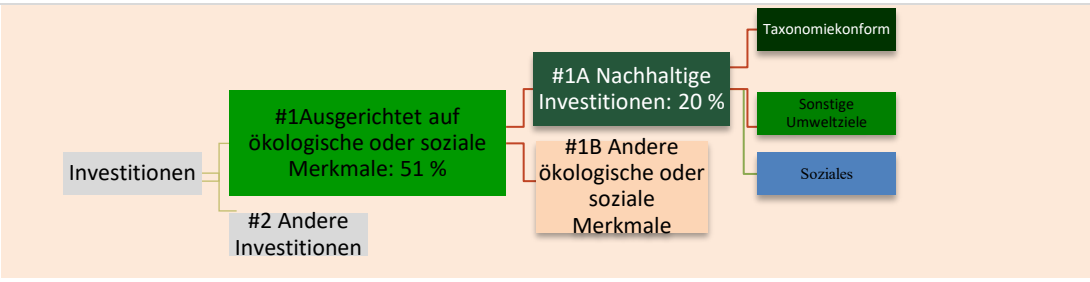 Investitionen
#1Ausgerichtet auf
ökologische oder soziale
Merkmale: 51 %
#2 Andere
Investitionen
#1A Nachhaltige
Investitionen: 20 %
#1B Andere
ökologische oder
soziale
Merkmale
Taxonomiekonform
Sonstige
Umweltziele
Soziales